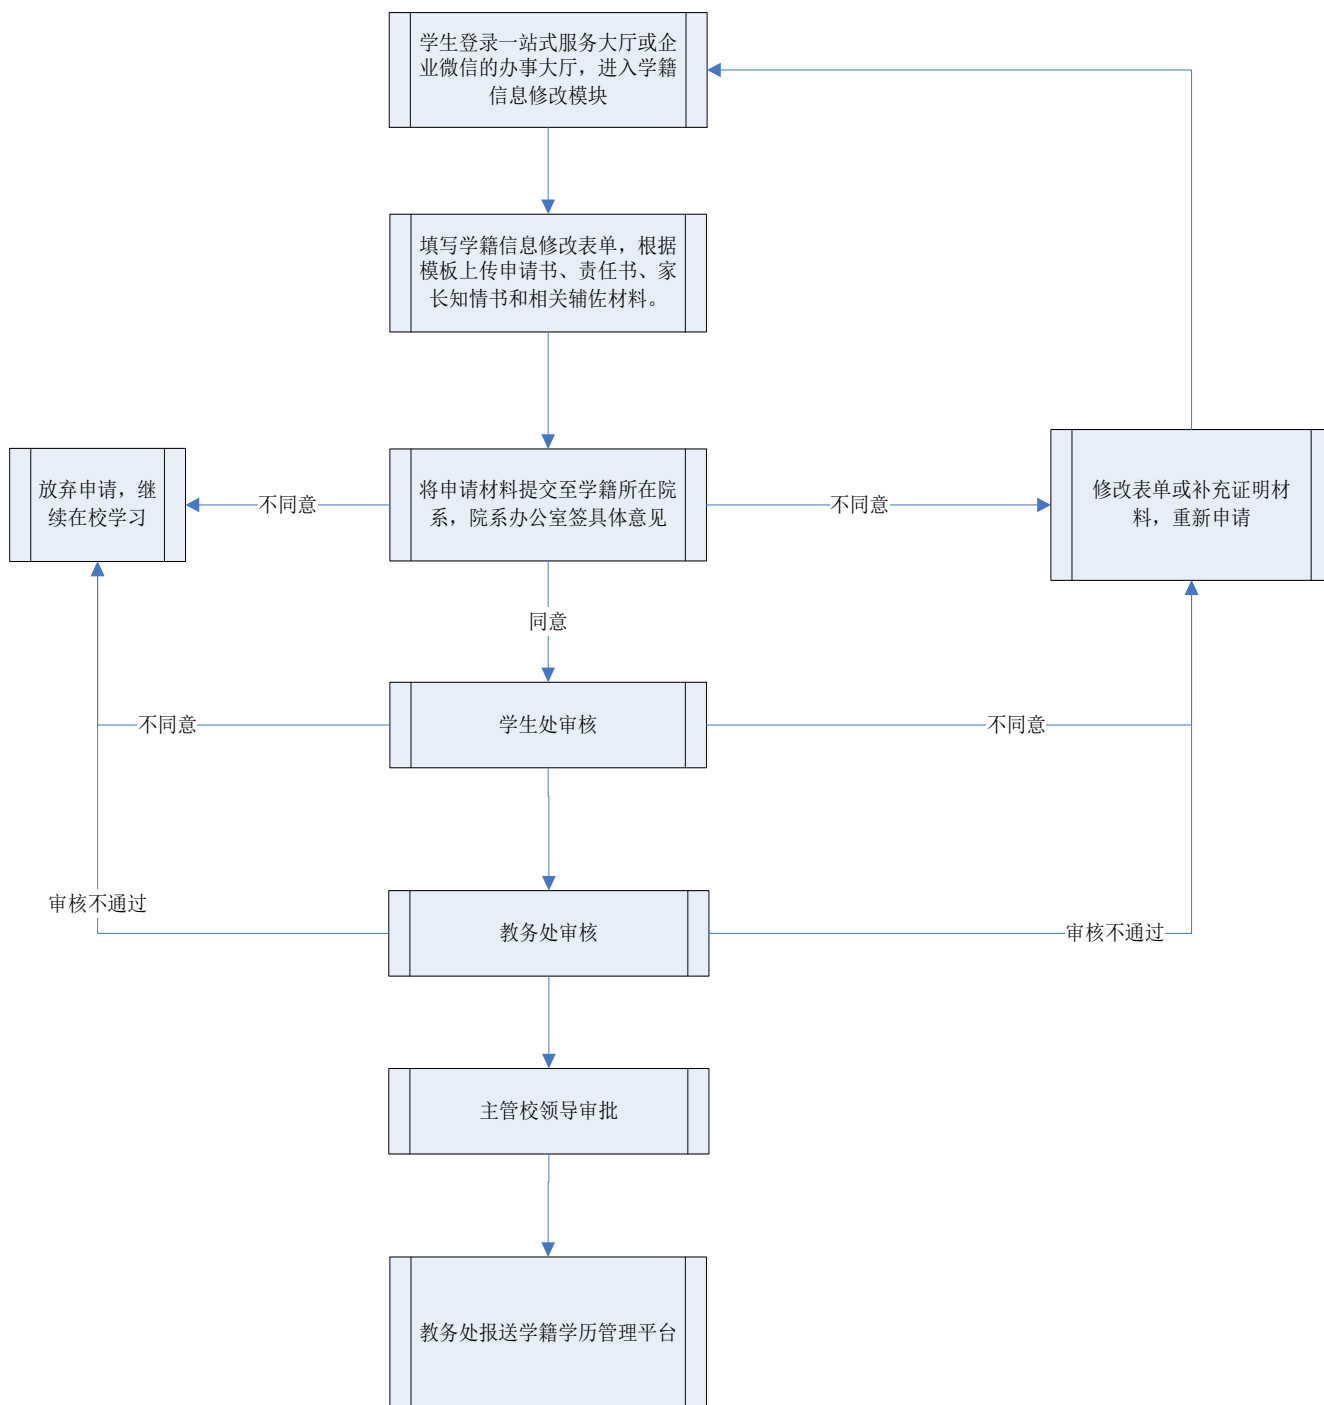 学生登录一站式服务大厅或企
业微信的办事大厅，进入学籍
信息修改模块
填写学籍信息修改表单，根据
模板上传申请书、责任书、家
长知情书和相关辅佐材料。
放弃申请，继
续在校学习
不同意
将申请材料提交至学籍所在院
系，院系办公室签具体意见
不同意
修改表单或补充证明材
料，重新申请
同意
不同意
学生处审核
不同意
审核不通过
教务处审核
审核不通过
主管校领导审批
教务处报送学籍学历管理平台